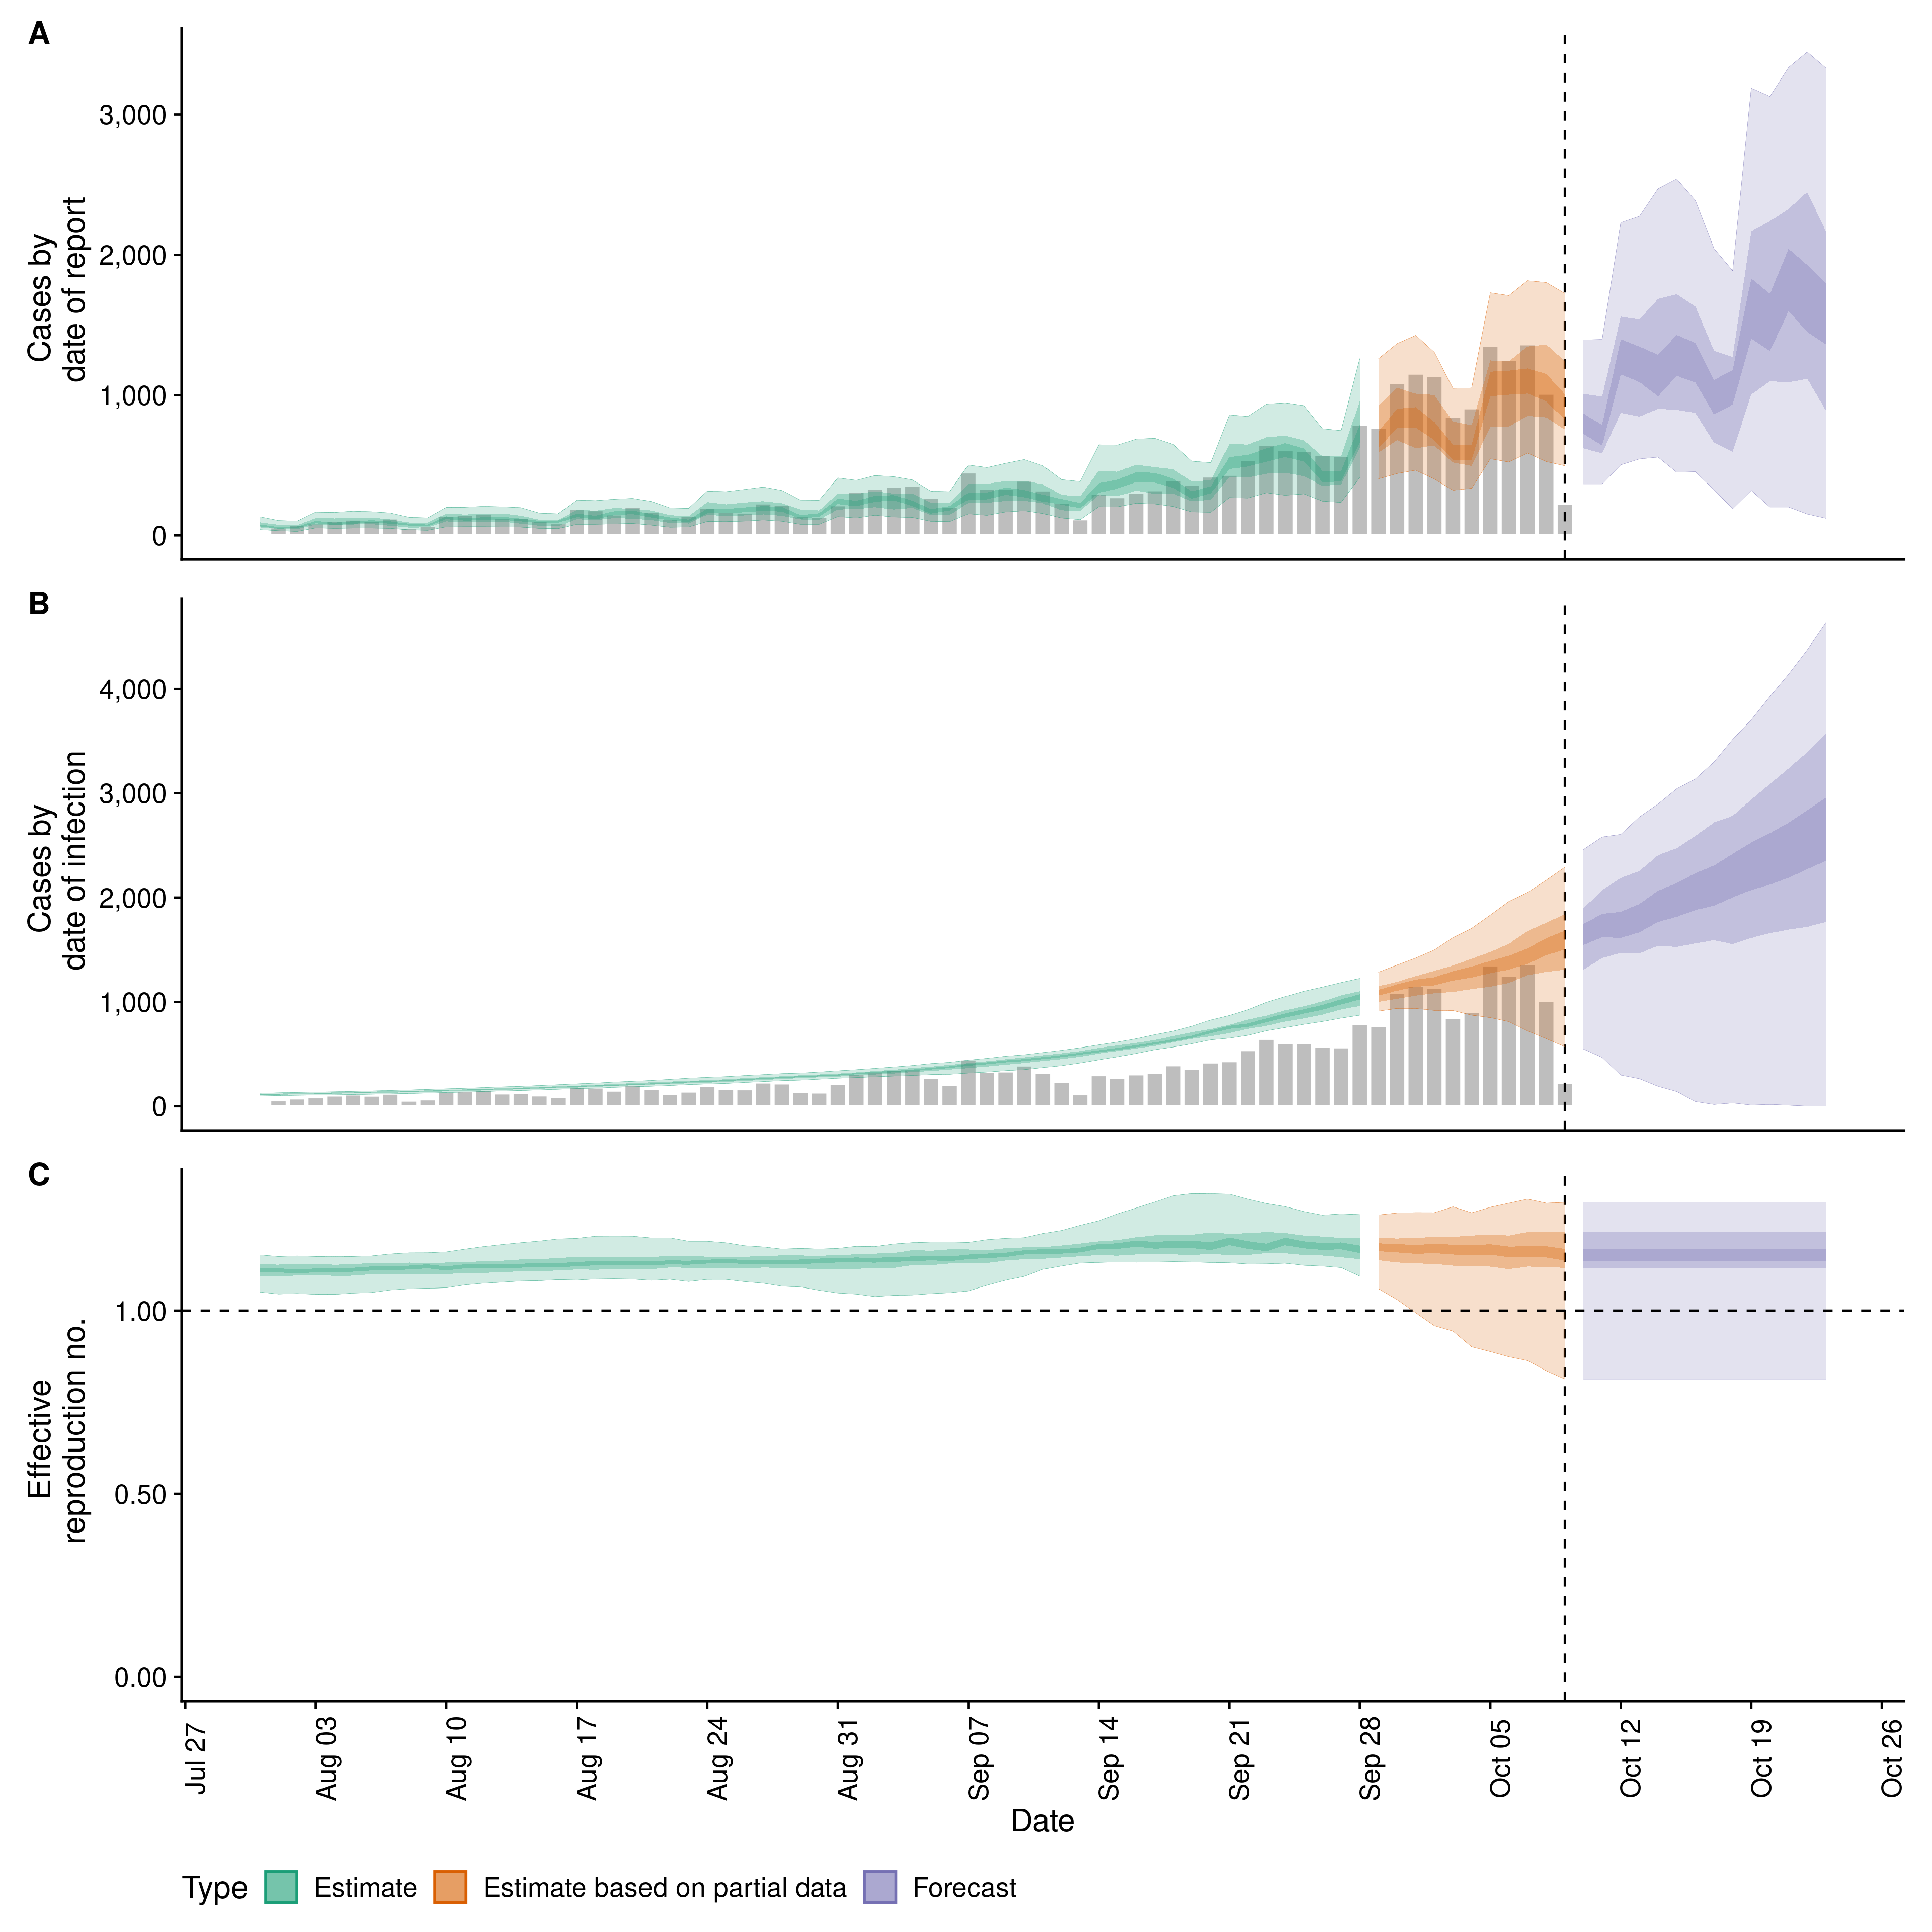 A
Cases by
date of report
3,000
2,000
1,000
0
B
Cases by
date of infection
4,000
3,000
2,000
1,000
0
C
Effective
reproduction no.
1.00
0.50
0.00
Jul 27
Aug 03
Aug 10
Aug 17
Aug 24
Aug 31
Sep 07
Sep 14
Sep 21
Sep 28
Oct 05
Oct 12
Oct 19
Oct 26
Date
Type Estimate Estimate based on partial data Forecast